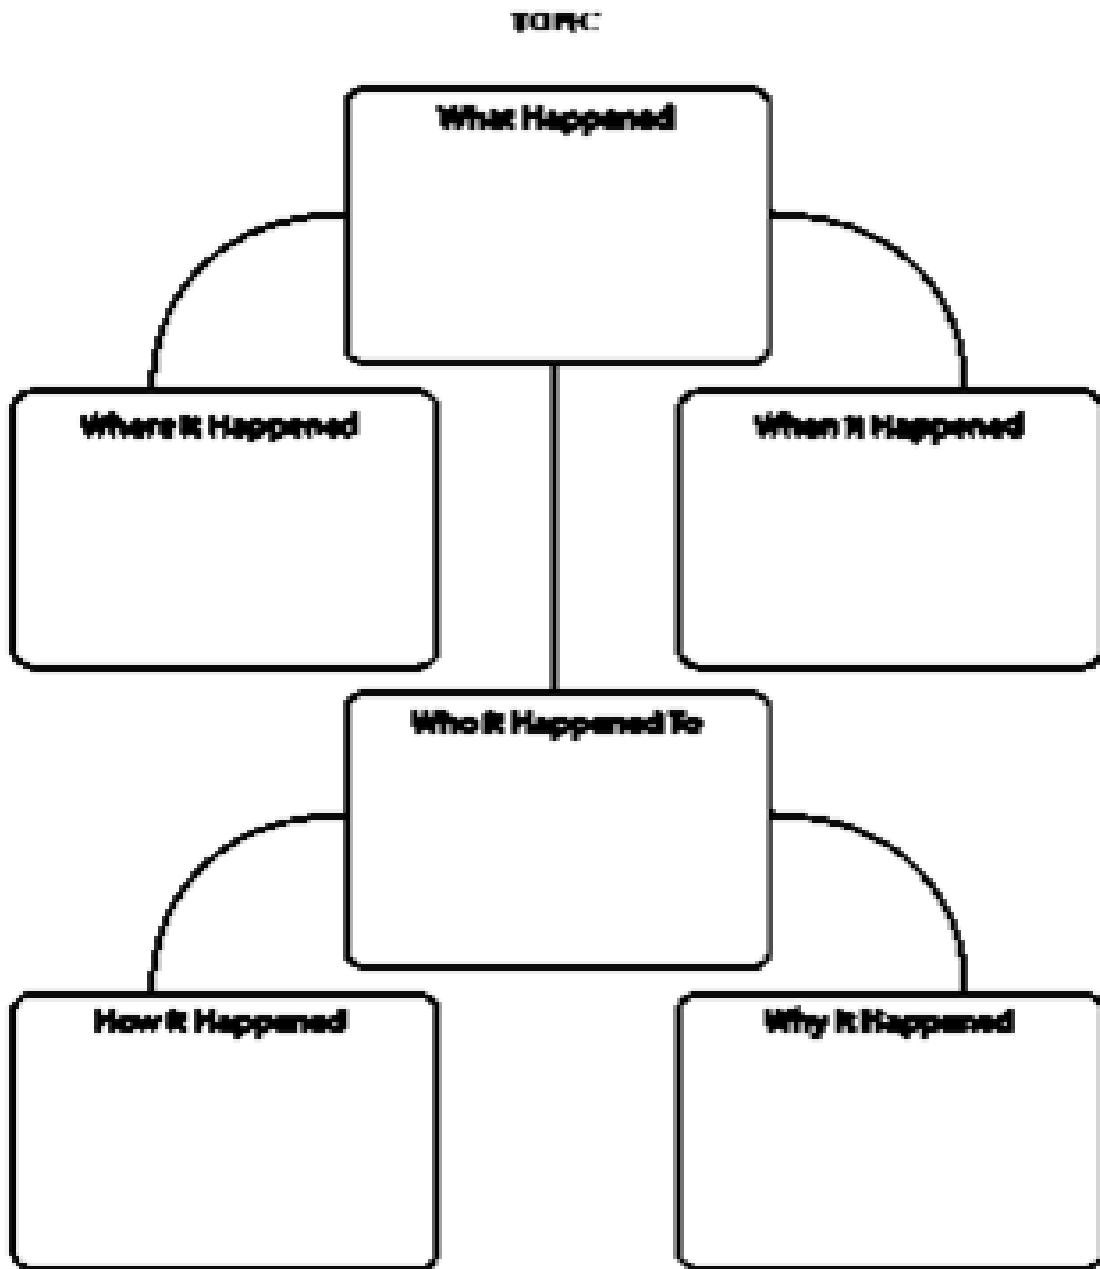 TOPIC
What Happened
Where It Happened
When It Happened
Who It Happened To
How It Happened
Why It Happened